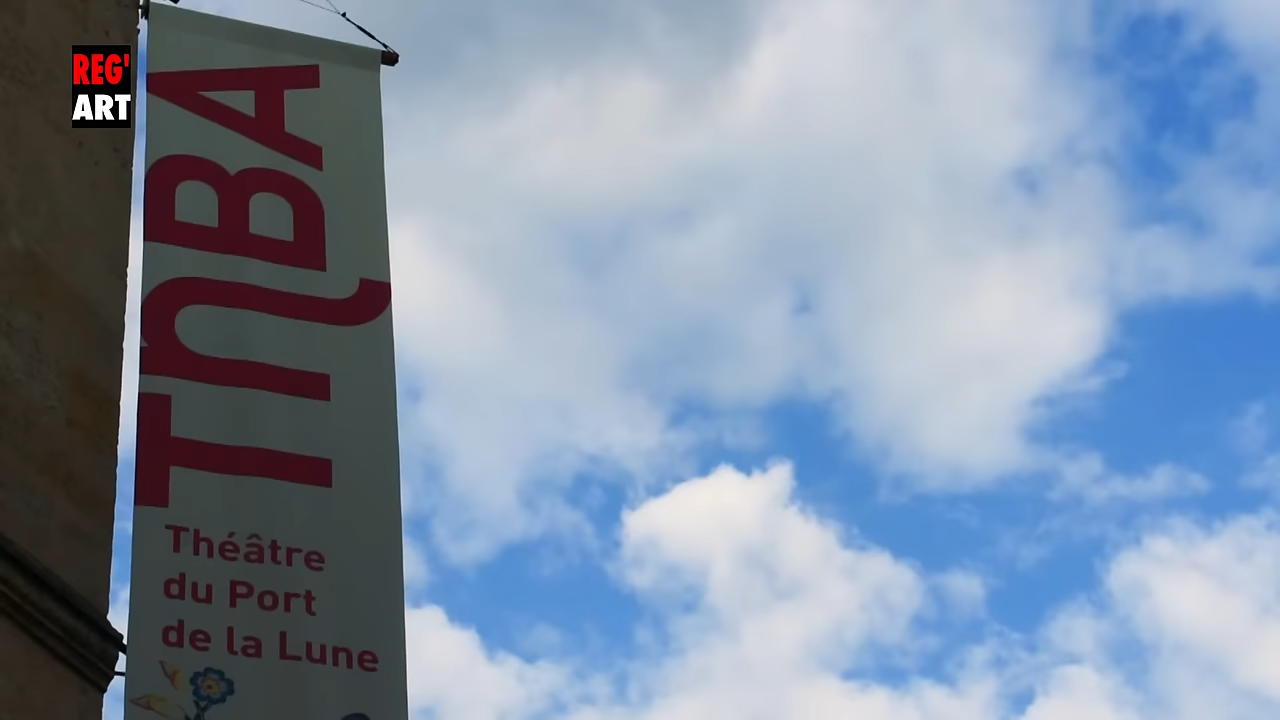 REG'
ART
TnBA
Théâtre
du Port
de la Lune